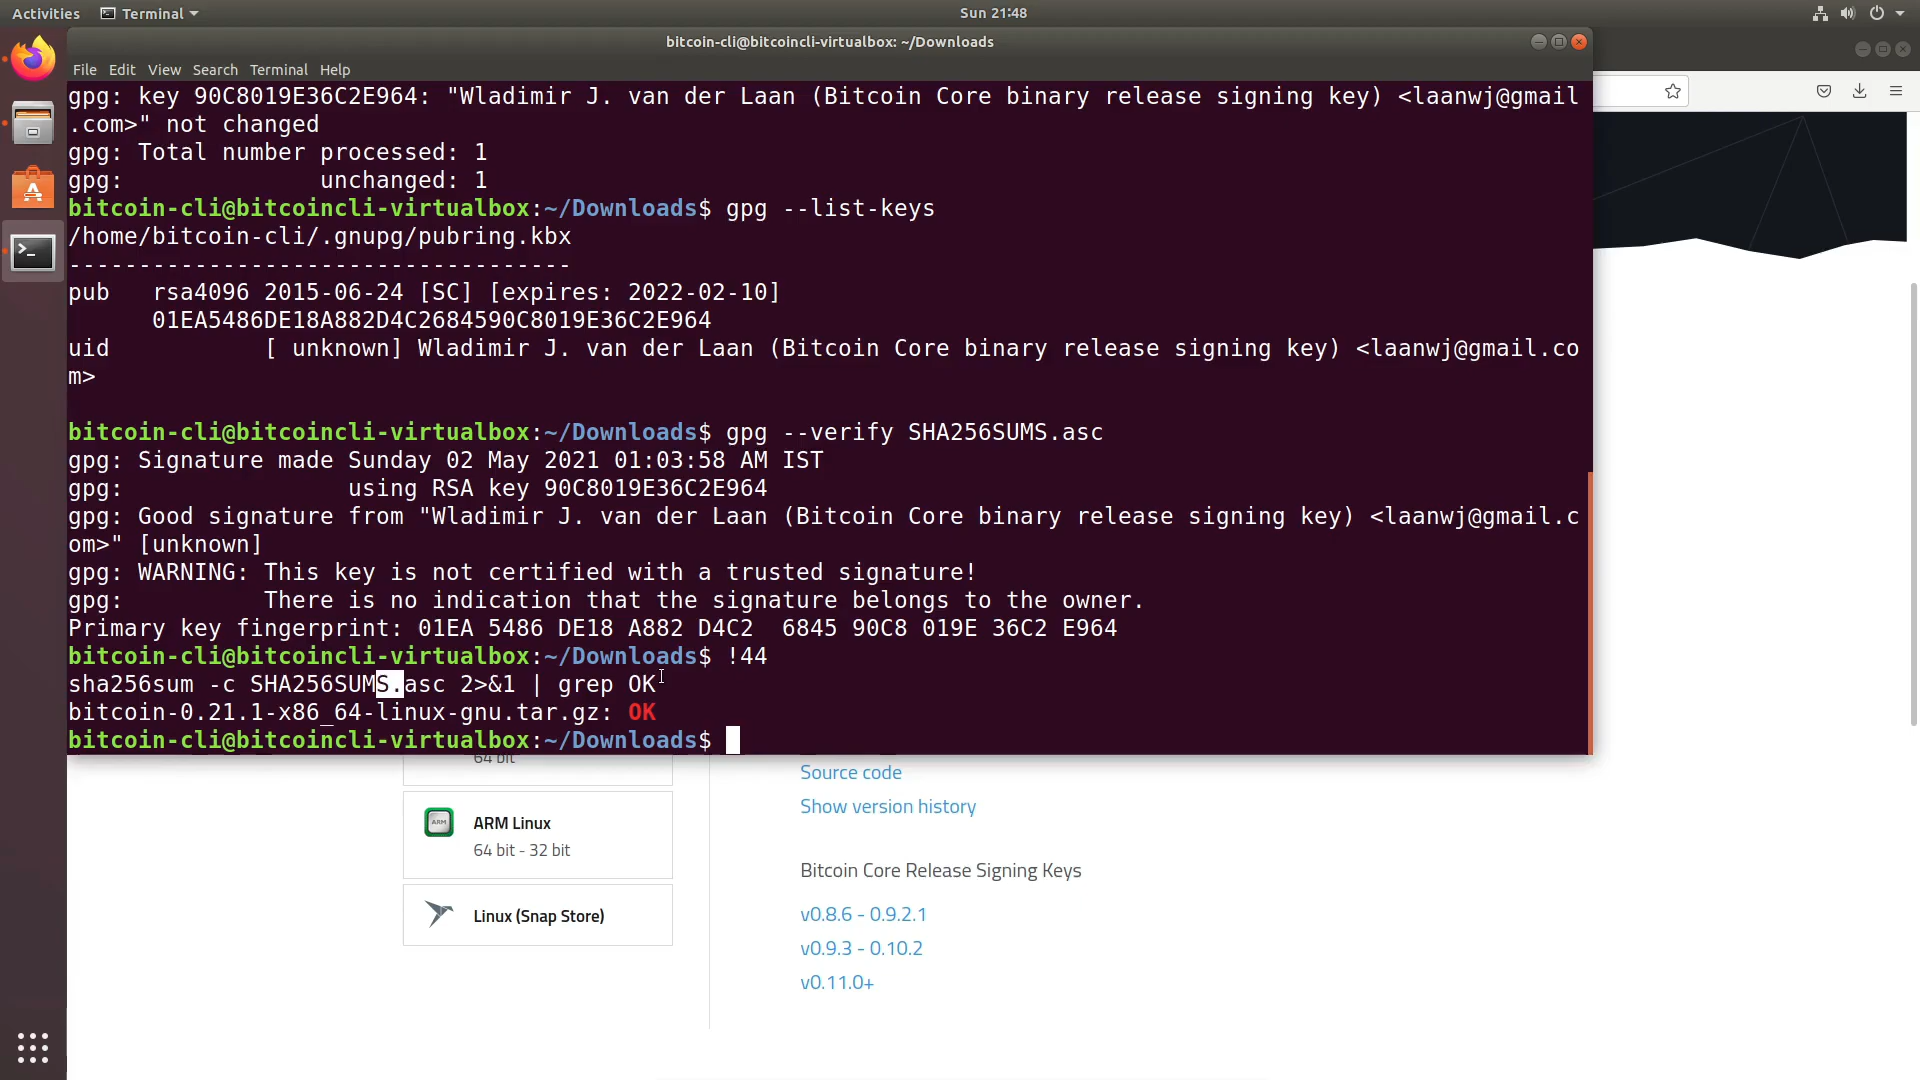 Activities
Terminal
Sun 21:48
bitcoin-cli@bitcoincli-virtualbox: ~/Downloads
File Edit View Search Terminal Help
gpg: key 90C8019E36C2E964: "Wladimir J. van der Laan (Bitcoin Core binary release signing key) <laanwj@gmail
.com>" not changed
gpg: Total number processed: 1
gpg:              unchanged: 1
bitcoin-cli@bitcoincli-virtualbox:~/Downloads$ gpg --list-keys
/home/bitcoin-cli/.gnupg/pubring.kbx
------------------------------------
pub   rsa4096 2015-06-24 [SC] [expires: 2022-02-10]
      01EA5486DE18A882D4C2684590C8019E36C2E964
uid           [ unknown] Wladimir J. van der Laan (Bitcoin Core binary release signing key) <laanwj@gmail.co
m>
bitcoin-cli@bitcoincli-virtualbox:~/Downloads$ gpg --verify SHA256SUMS.asc
gpg: Signature made Sunday 02 May 2021 01:03:58 AM IST
gpg:                using RSA key 90C8019E36C2E964
gpg: Good signature from "Wladimir J. van der Laan (Bitcoin Core binary release signing key) <laanwj@gmail.c
om>" [unknown]
gpg: WARNING: This key is not certified with a trusted signature!
gpg:          There is no indication that the signature belongs to the owner.
Primary key fingerprint: 01EA 5486 DE18 A882 D4C2  6845 90C8 019E 36C2 E964
bitcoin-cli@bitcoincli-virtualbox:~/Downloads$ !44
sha256sum -c SHA256SUMS.asc 2>&1 | grep OK
bitcoin-0.21.1-x86_64-linux-gnu.tar.gz: OK
bitcoin-cli@bitcoincli-virtualbox:~/Downloads$
64 bit
ARM
ARM Linux
64 bit - 32 bit
Linux (Snap Store)
Source code
Show version history
Bitcoin Core Release Signing Keys
v0.8.6 - 0.9.2.1
v0.9.3 - 0.10.2
v0.11.0+